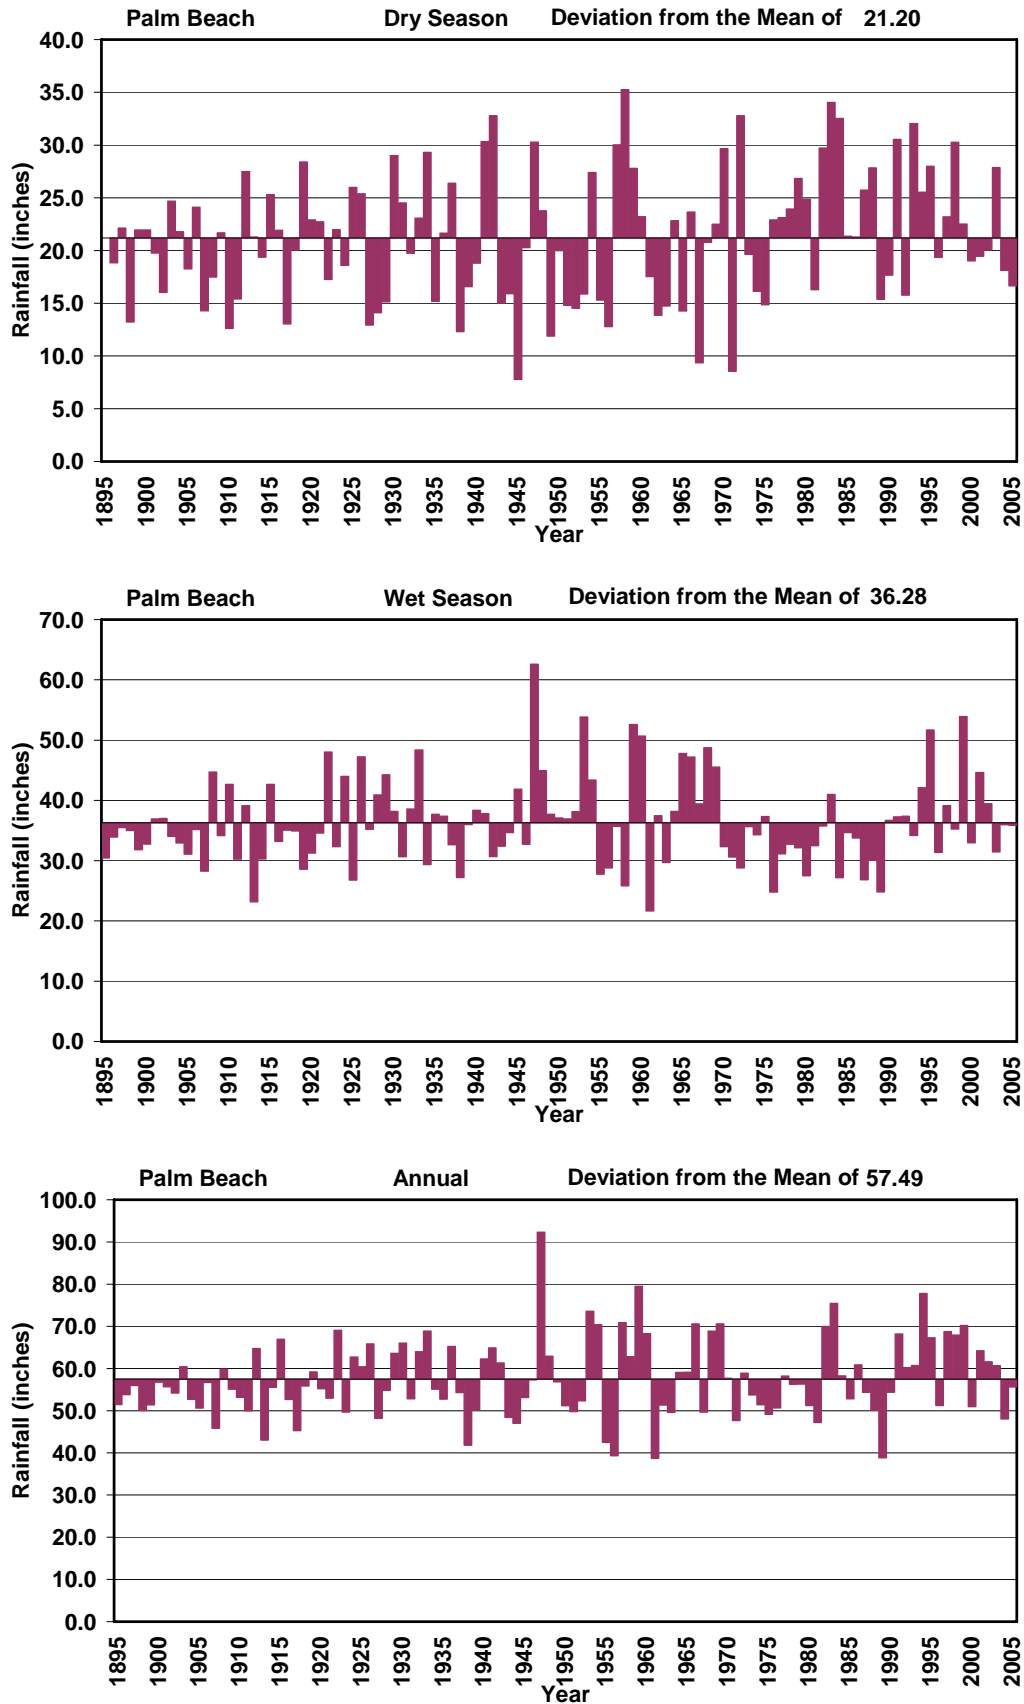 Palm Beach Dry Season Deviation from the Mean of 21.20
40.0
35.0
30.0
25.0
20.0
15.0
10.0
5.0
0.0
Rainfall (inches)
1895 1900 1905 1910 1915 1920 1925 1930 1935 1940 1945 1950 1955 1960 1965 1970 1975 1980 1985 1990 1995 2000 2005
Year
Palm Beach Wet Season Deviation from the Mean of 36.28
70.0
60.0
50.0
40.0
30.0
20.0
10.0
0.0
Rainfall (inches)
1895 1900 1905 1910 1915 1920 1925 1930 1935 1940 1945 1950 1955 1960 1965 1970 1975 1980 1985 1990 1995 2000 2005
Year
Palm Beach Annual Deviation from the Mean of 57.49
100.0
90.0
80.0
70.0
60.0
50.0
40.0
30.0
20.0
10.0
0.0
Rainfall (inches)
1895 1900 1905 1910 1915 1920 1925 1930 1935 1940 1945 1950 1955 1960 1965 1970 1975 1980 1985 1990 1995 2000 2005
Year